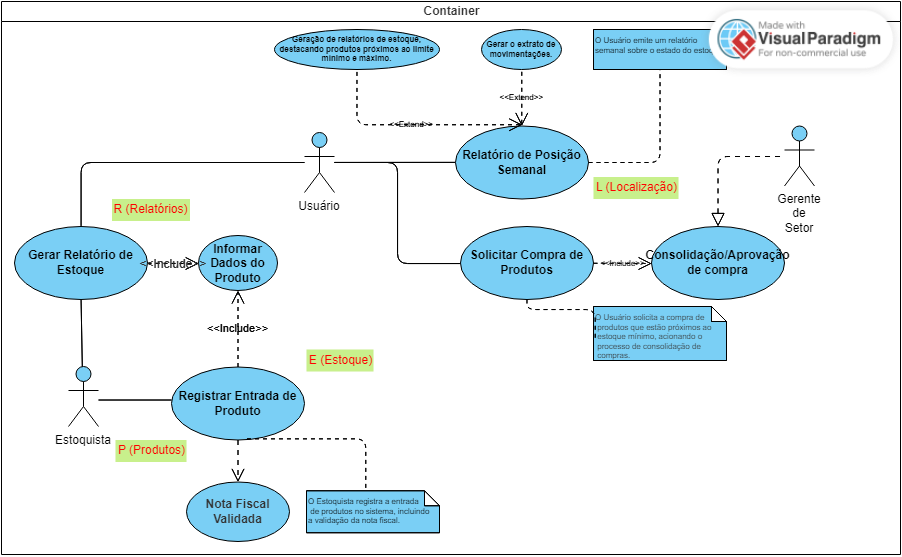 Container
Made with
VisualParadigm
For non-commercial use
Geração de relatórios de estoque,
destacando produtos próximos ao limite
mínimo e máximo.
Gerar o extrato de
movimentações.
O Usuário emite um relatório
semanal sobre o estado do
<<Extend>>
<<Extend>>
Relatório de Posição
Semanal
Usuário
L (Localização)
Gerente
de
Setor
R (Relatórios)
Gerar Relatório de
Estoque
<<Include>>
Informar
Dados do
Produto
Solicitar Compra de
Produtos
<<Include>>
Consolidação/Aprovação
de compra
<<Include>>
O Usuário solicita a compra de
produtos que estão próximos ao
estoque mínimo, acionando o
processo de consolidação de
compras.
E (Estoque)
Registrar Entrada de
Produto
Estoquista
P (Produtos)
Nota Fiscal
Validada
O Estoquista registra a entrada
de produtos no sistema, incluindo
a validação da nota fiscal.